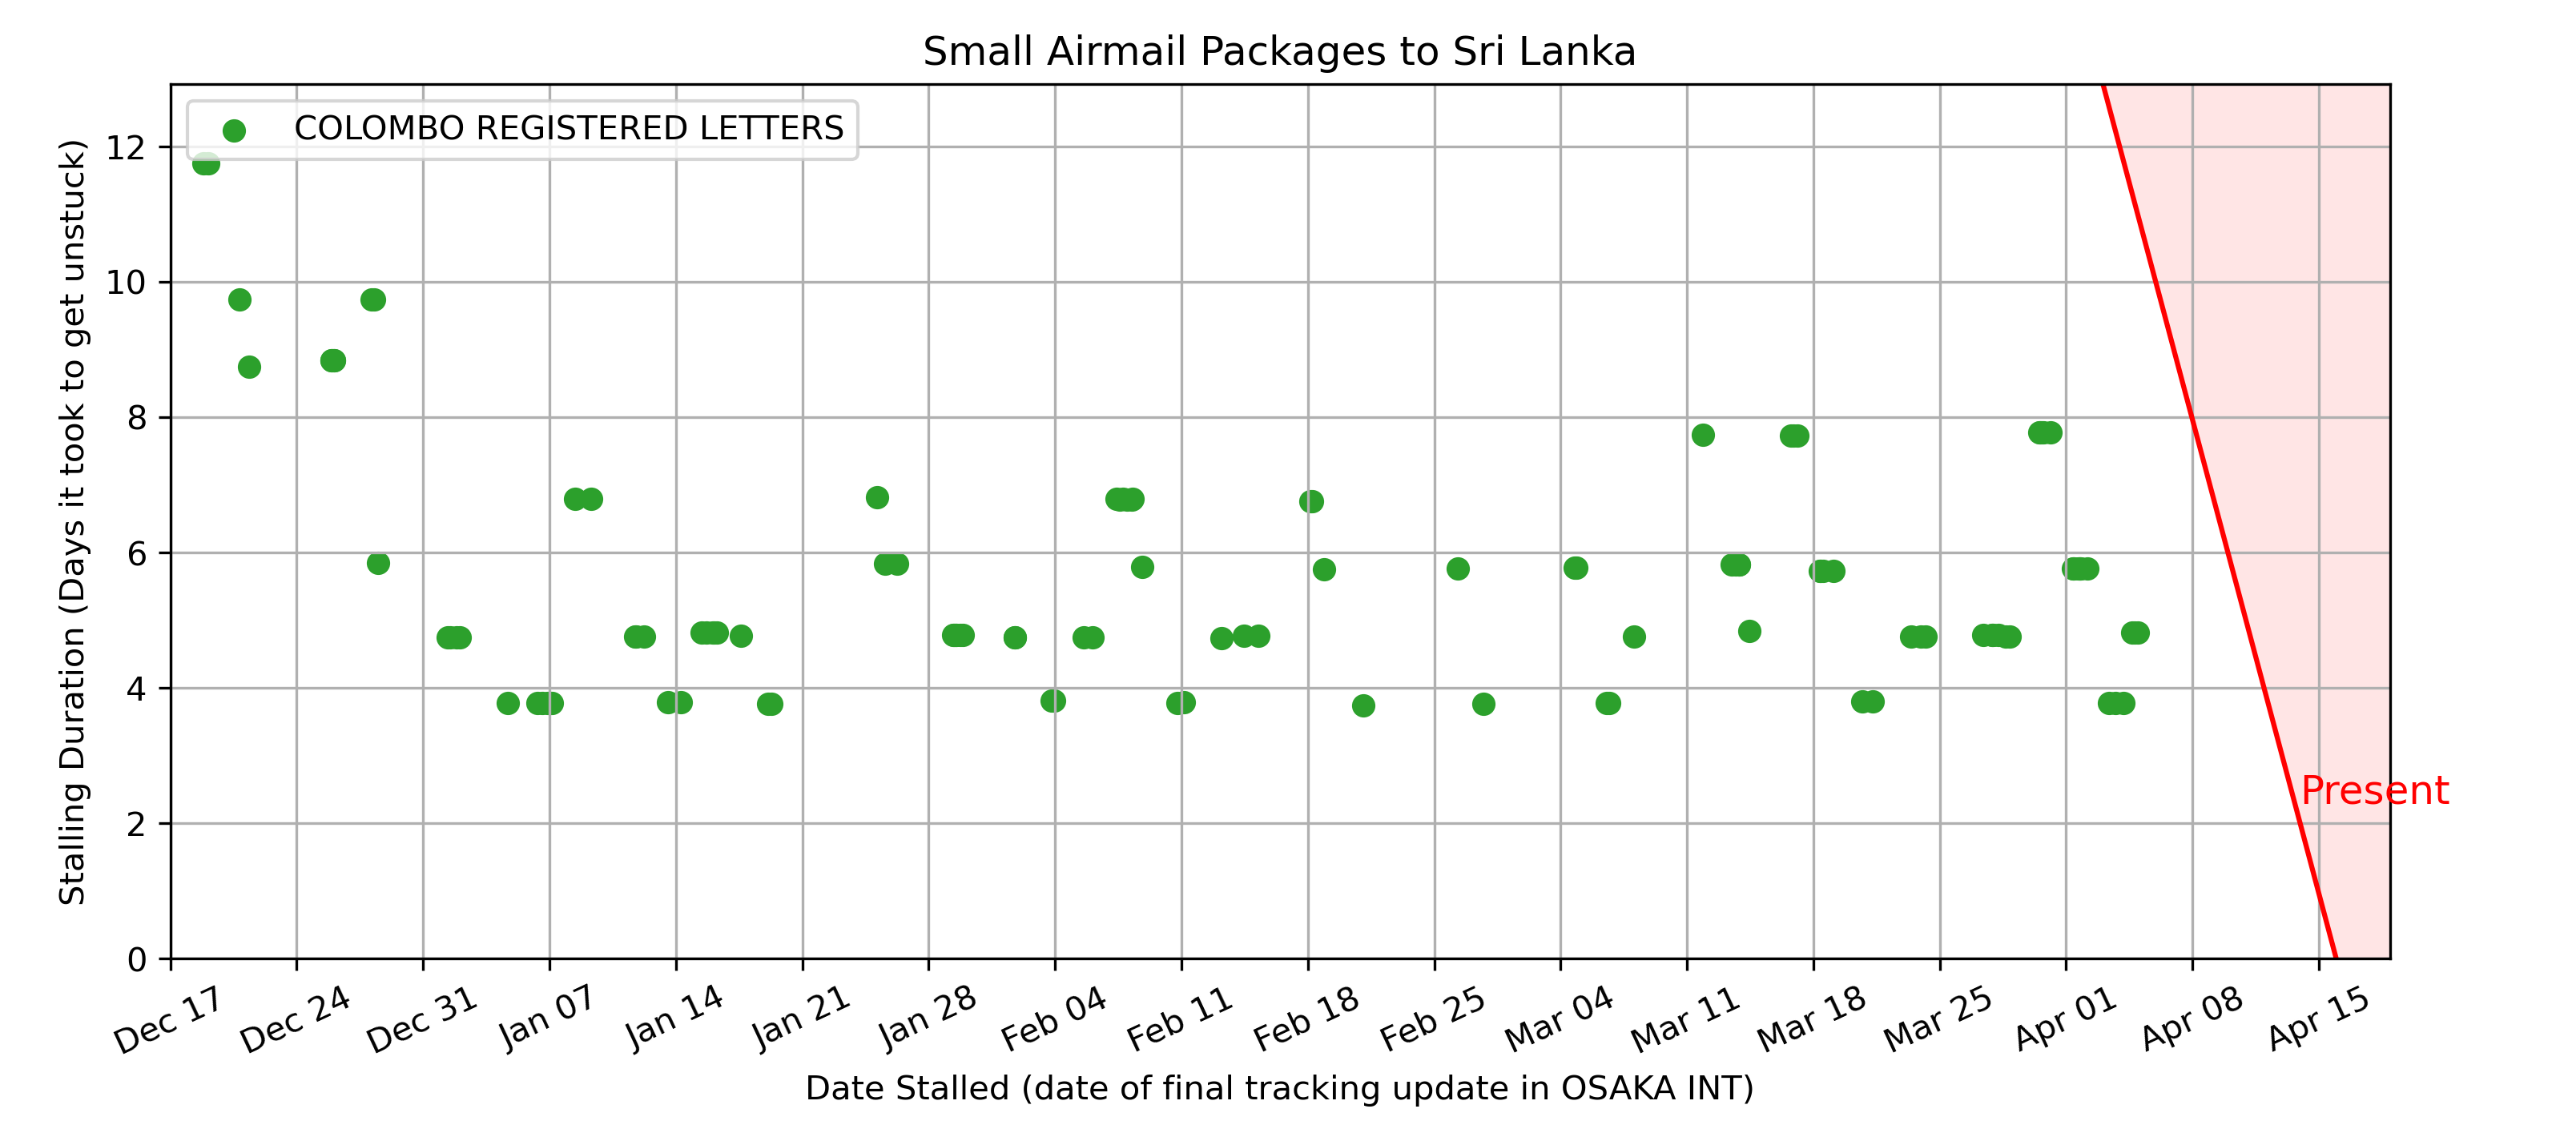 Small Airmail Packages to Sri Lanka
COLOMBO REGISTERED LETTERS
Stalling Duration (Days it took to get unstuck)
12
10
8
6
4
2
0
Present
Dec 17
Dec 24
Dec 31
Jan 07
Jan 14
Jan 21
Jan 28
Feb 04
Feb 11
Feb 18
Feb 25
Mar 04
Mar 11
Mar 18
Mar 25
Apr 01
Apr 08
Apr 15
Date Stalled (date of final tracking update in OSAKA INT)